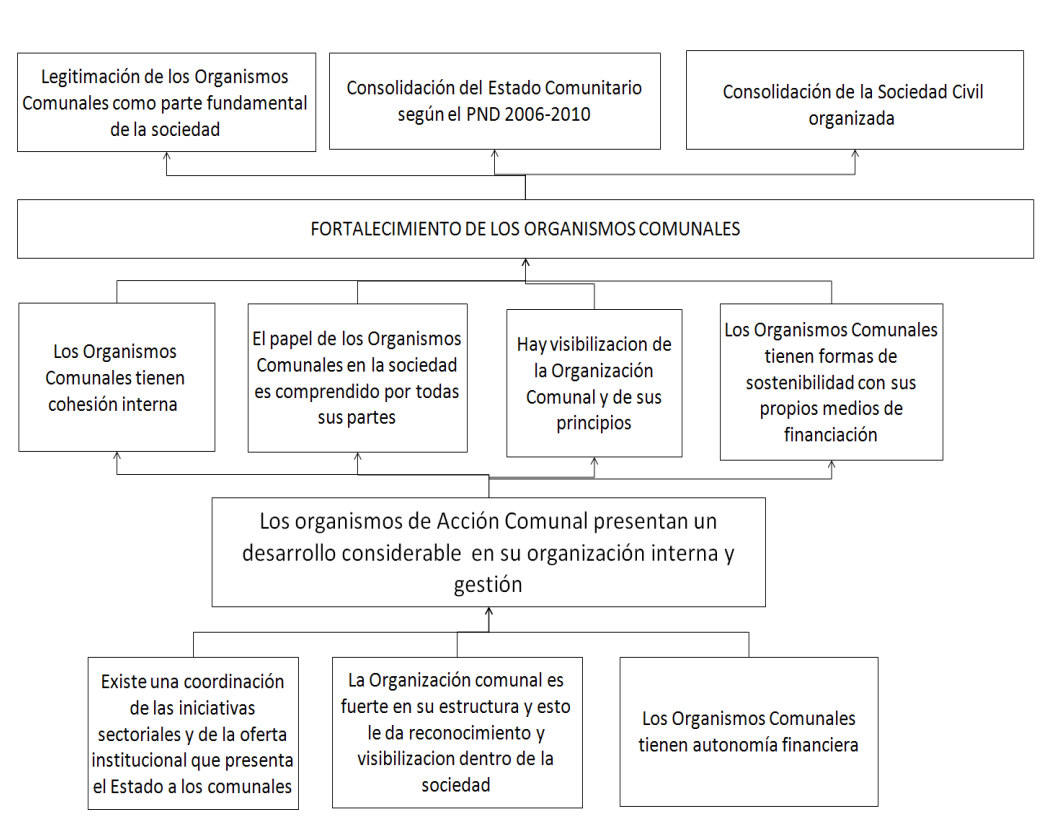 Legitimación de los Organismos
Comunales como parte fundamental
de la sociedad
Consolidación del Estado Comunitario
según el PND 2006-2010
Consolidación de la Sociedad Civil
organizada
FORTALECIMIENTO DE LOS ORGANISMOS COMUNALES
Los Organismos
Comunales tienen
cohesión interna
El papel de los Organismos
Comunales en la sociedad
es comprendido por todas
sus partes
Hay visibilizacion de
la Organización
Comunal y de sus
principios
Los Organismos Comunales
tienen formas de
sostenibilidad con sus
propios medios de
financiación
Los organismos de Acción Comunal presentan un
desarrollo considerable en su organización interna y
gestión
Existe una coordinación
de las iniciativas
sectoriales y de la oferta
institucional que presenta
el Estado a los comunales
La Organización comunal es
fuerte en su estructura y esto
le da reconocimiento y
visibilizacion dentro de la
sociedad
Los Organismos Comunales
tienen autonomía financiera